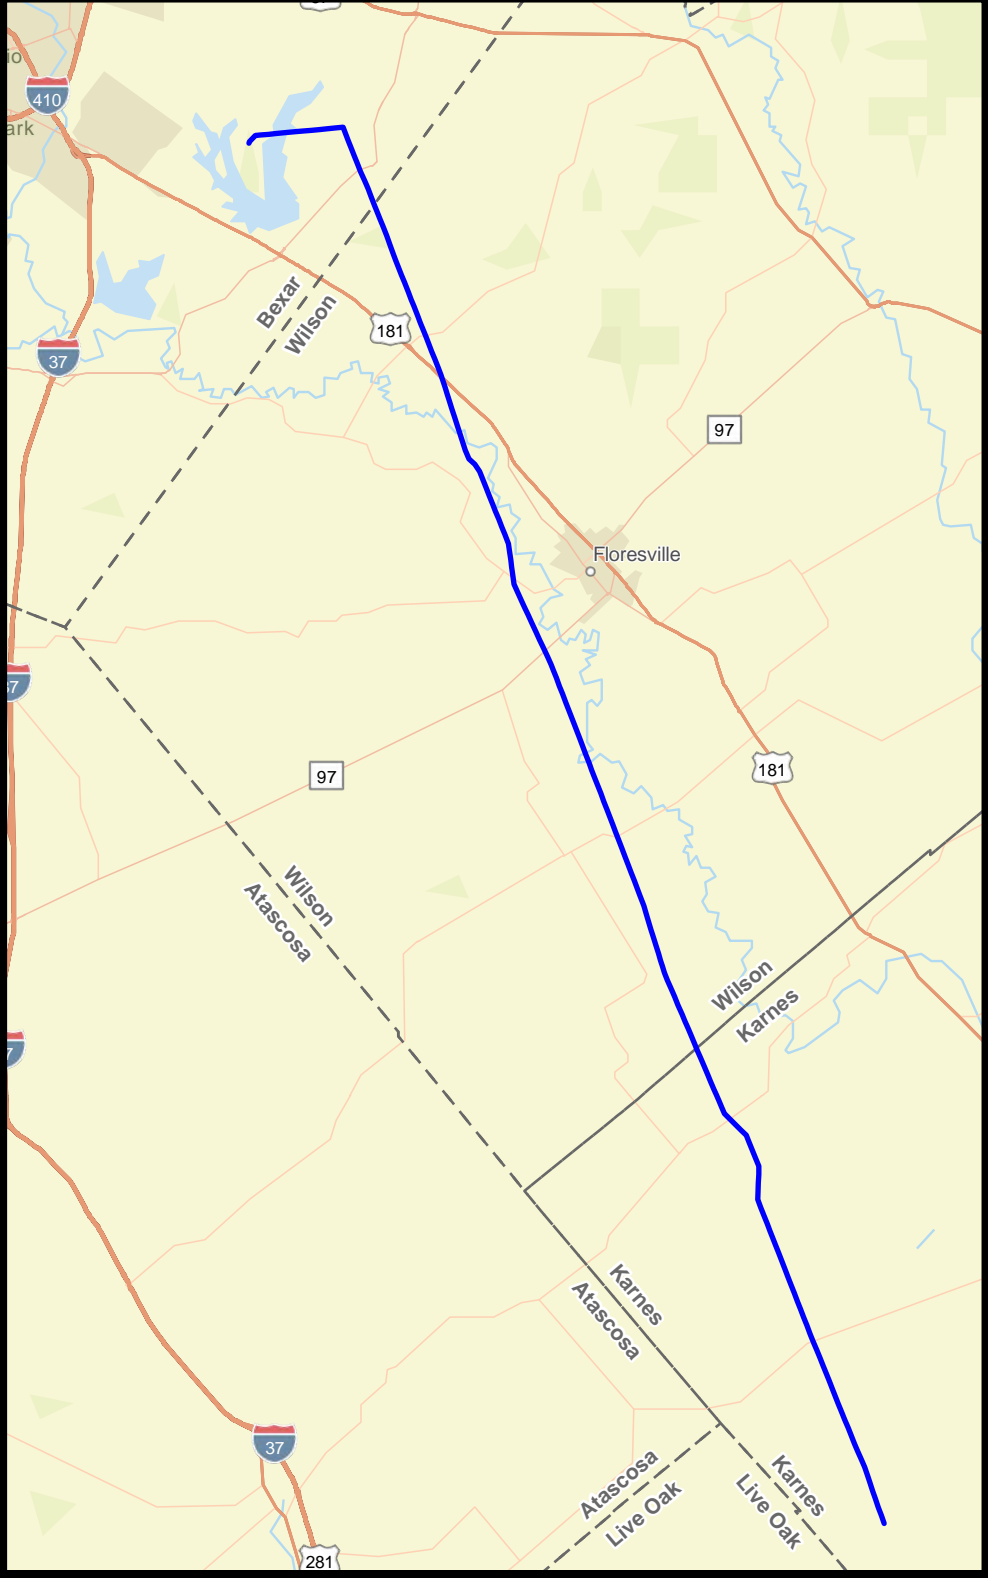 io
410
ark
Bexar
Wilson
181
37
97
Floresville
181
97
Wilson
Atascosa
Wilson
Karnes
Karnes
Atascosa
37
Atascosa
Live Oak
Karnes
Live Oak
281